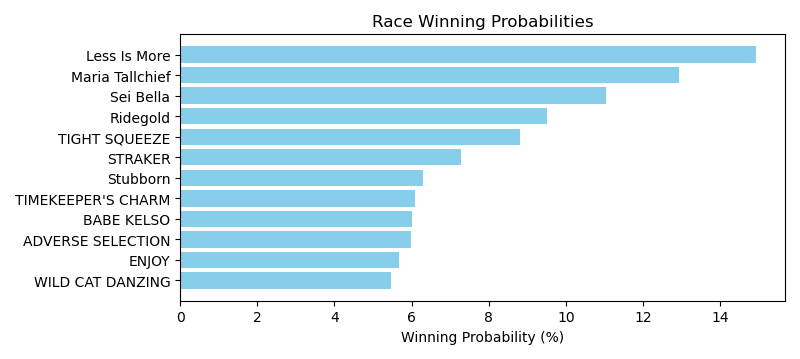 Race Winning Probabilities
Less Is More
Maria Tallchief
Sei Bella
Ridegold
TIGHT SQUEEZE
STRAKER
Stubborn
TIMEKEEPER'S CHARM
BABE KELSO
ADVERSE SELECTION
ENJOY
WILD CAT DANZING
0 2 4 6 8 10 12 14
Winning Probability (%)